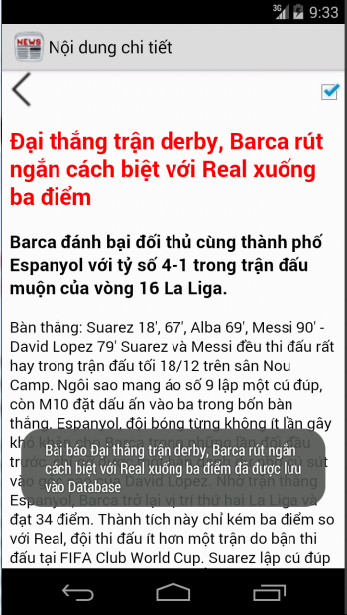 3G 9:33
NEWS Nội dung chi tiết
Đại thắng trận derby, Barca rút
ngắn cách biệt với Real xuống
ba điểm
Barca đánh bại đối thủ cùng thành phố
Espanyol với tỷ số 4-1 trong trận đấu
muộn của vòng 16 La Liga.
Bàn thắng: Suarez 18', 67', Alba 69', Messi 90' -
David Lopez 79' Suarez và Messi đều thi đấu rất
hay trong trận đấu tối 18/12 trên sân Nou
Camp. Ngôi sao mang áo số 9 lập một cú đúp,
còn M10 đặt dấu ấn vào ba trong bốn bàn
thắng. Espanyol, đội bóng từng không ít lần gây
khó
Bài báo Đại thắng trận derby, Barca rút ngắn
cách biệt với Real xuống ba điểm đã được lưu
vào Database
Espanyol, Barca trở lại vị trí thứ hai La Liga và
đạt 34 điểm. Thành tích này chỉ kém ba điểm so
với Real, đội thi đấu ít hơn một trận do bận thi
đấu tại FIFA Club World Cup. Suarez lập cú đúp